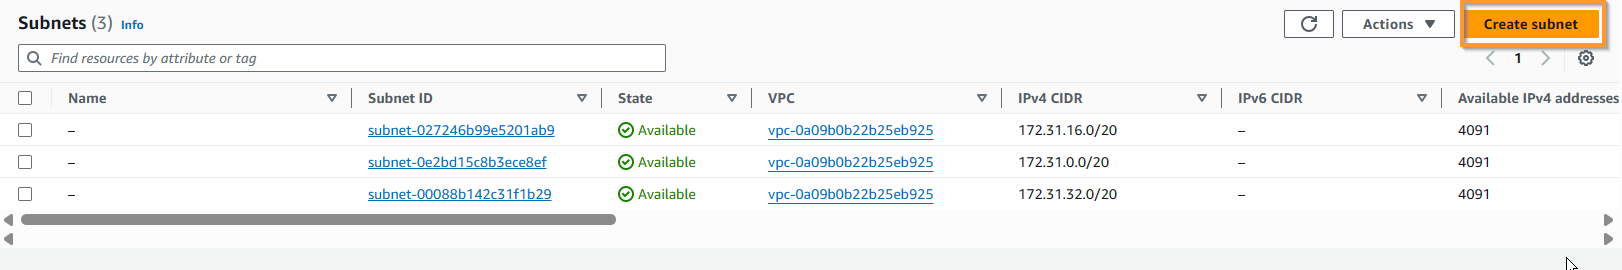 Subnets (3) Info
Actions
Create subnet
Find resources by attribute or tag
1
Name Subnet ID State VPC IPv4 CIDR IPv6 CIDR Available IPv4 addresses
– subnet-027246b99e5201ab9 Available vpc-0a09b0b22b25eb925 172.31.16.0/20 – 4091
– subnet-0e2bd15c8b3ece8ef Available vpc-0a09b0b22b25eb925 172.31.0.0/20 – 4091
– subnet-00088b142c31f1b29 Available vpc-0a09b0b22b25eb925 172.31.32.0/20 – 4091